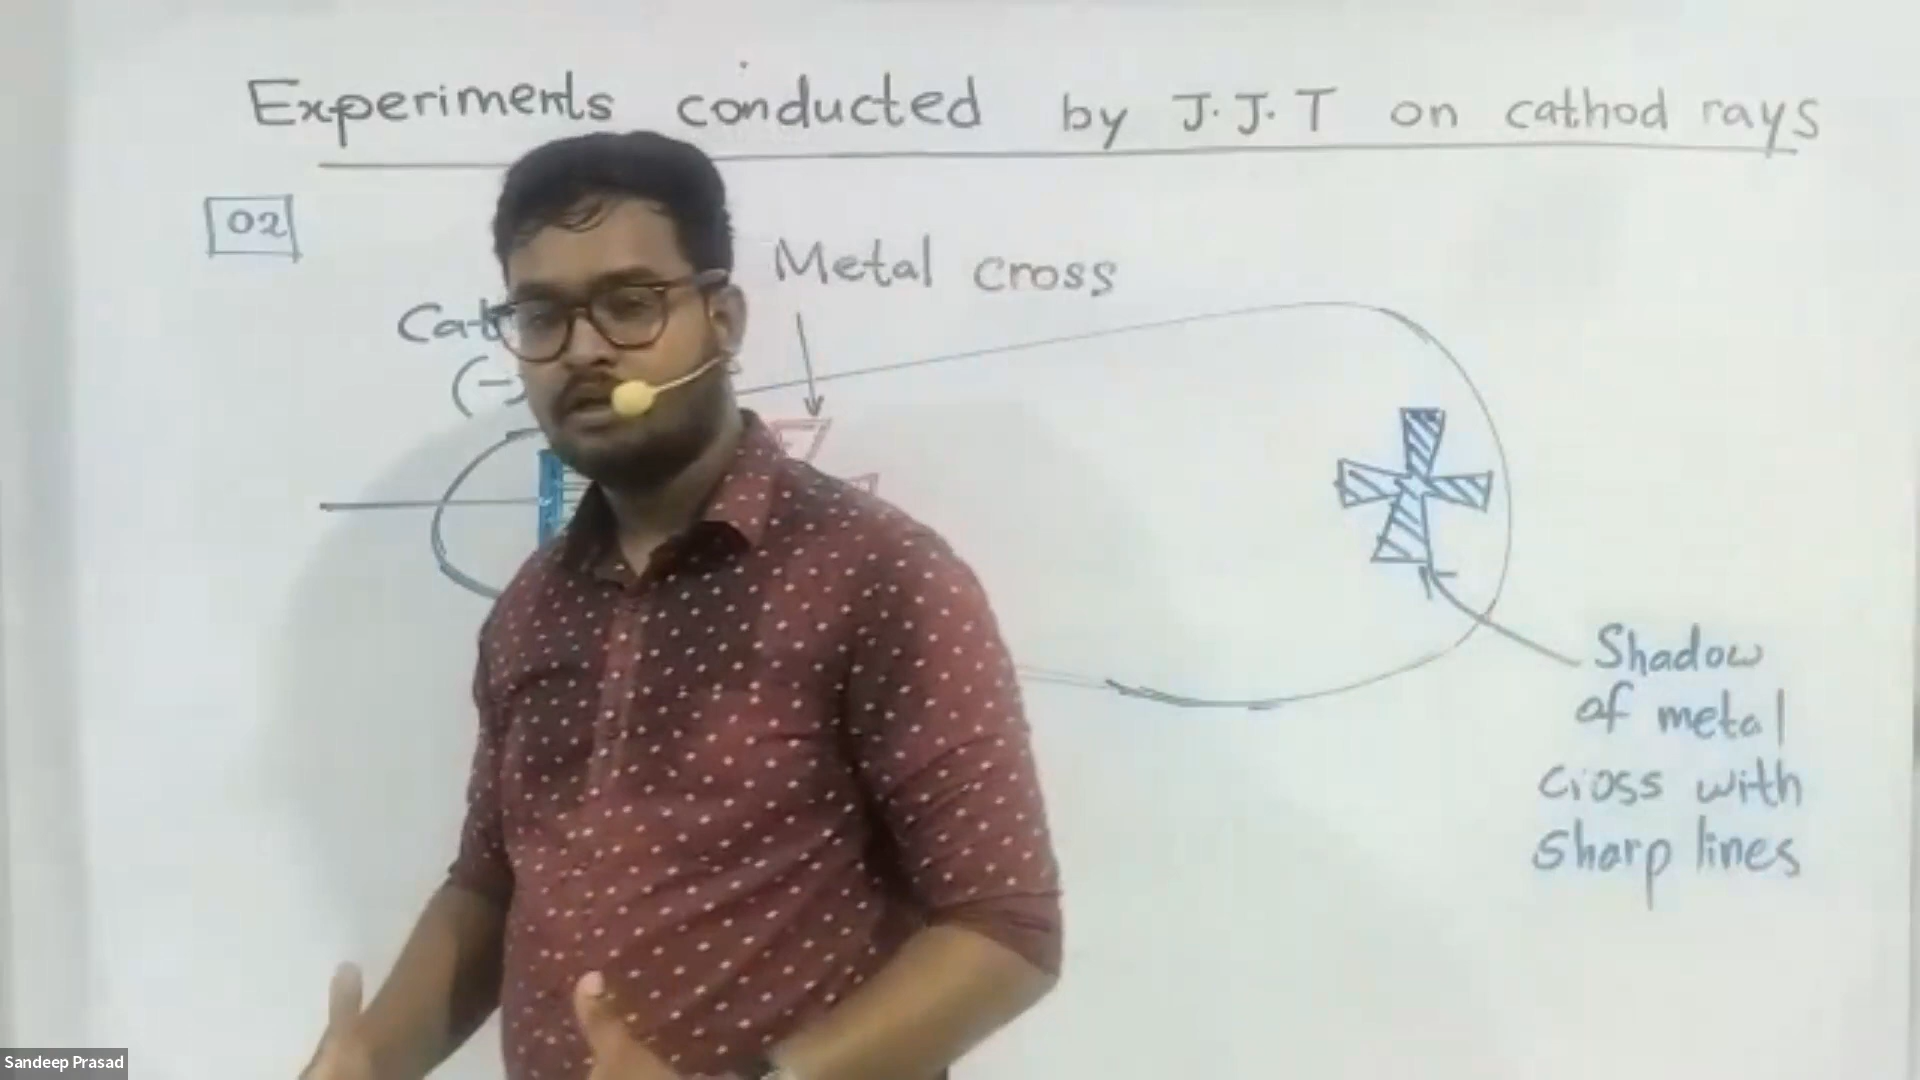 Experiments conducted by J.J.T on cathod rays
02
Metal cross
(-)
Shadow
of metal
cross with
sharp lines
Sandeep Prasad